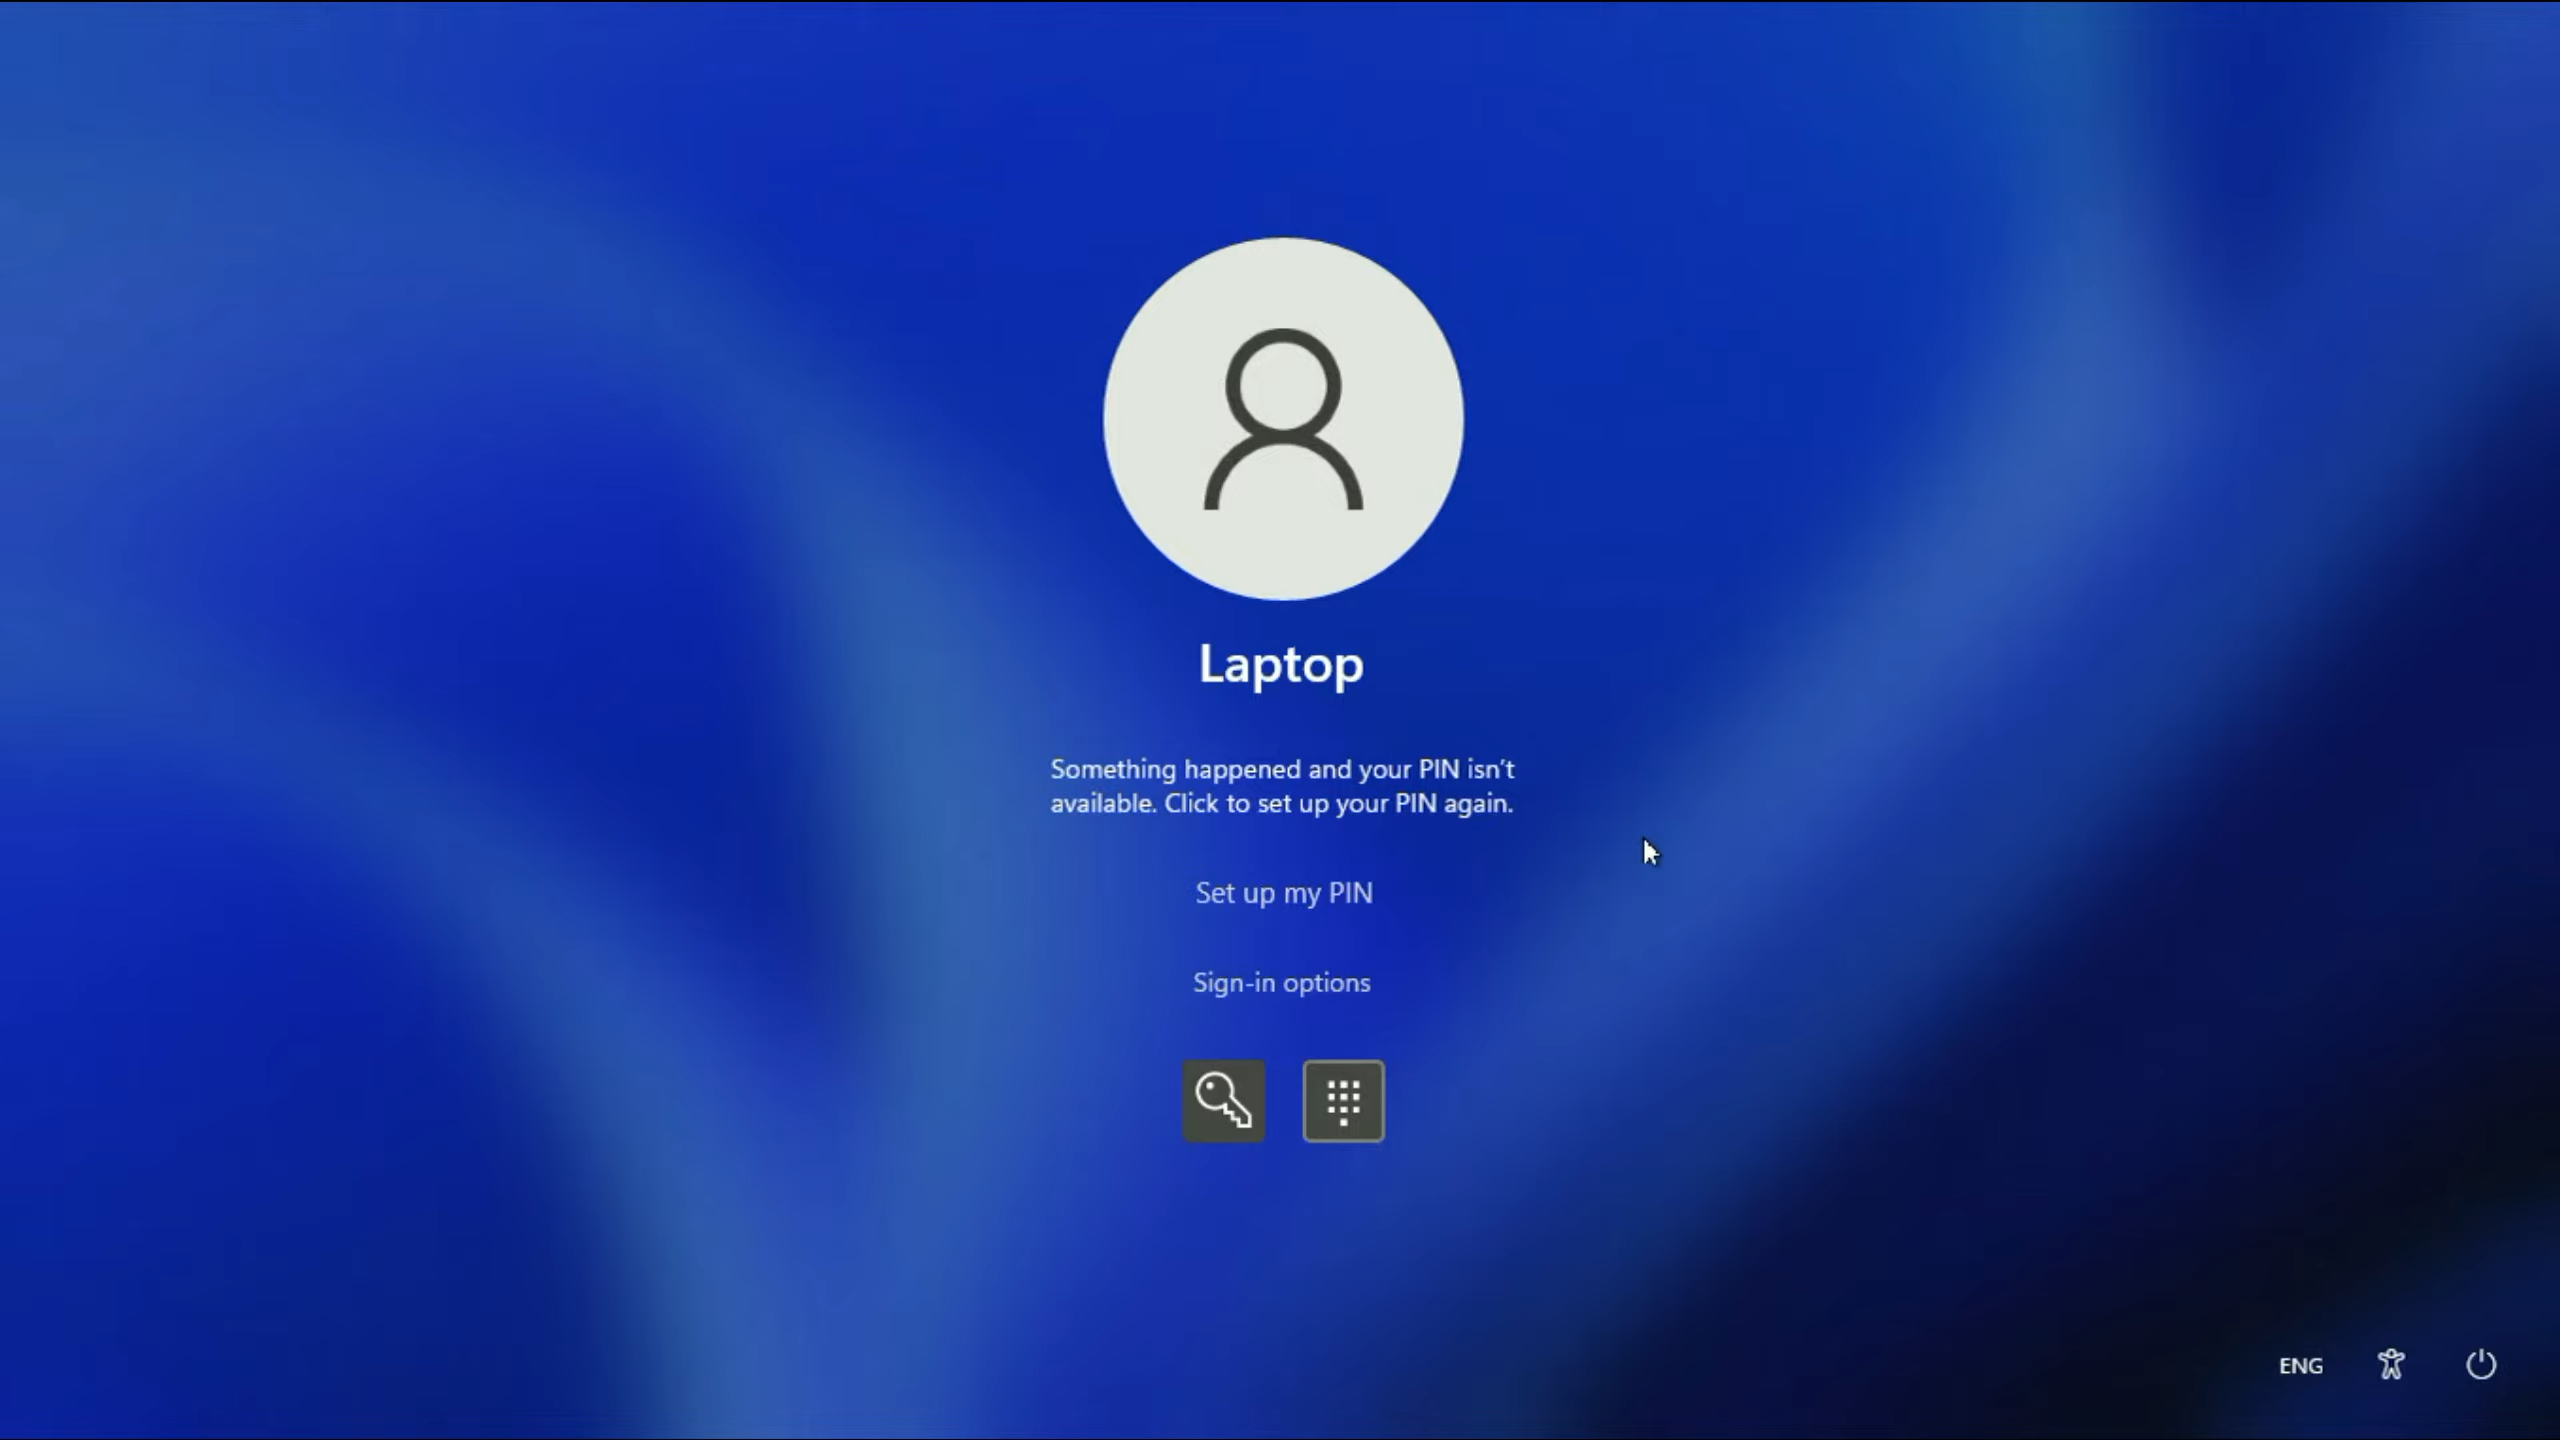 Laptop
Something happened and your PIN isn't
available. Click to set up your PIN again.
Set up my PIN
Sign-in options
ENG